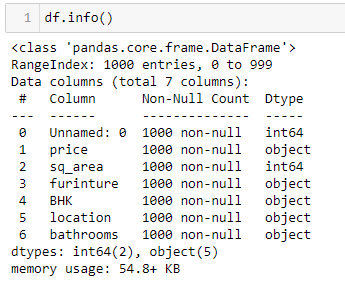 1 df.info()
<class 'pandas.core.frame.DataFrame'>
RangeIndex: 1000 entries, 0 to 999
Data columns (total 7 columns):
 #   Column      Non-Null Count  Dtype
---  ------      --------------  -----
 0   Unnamed: 0  1000 non-null   int64
 1   price       1000 non-null   object
 2   sq_area     1000 non-null   int64
 3   furinture   1000 non-null   object
 4   BHK         1000 non-null   object
 5   location    1000 non-null   object
 6   bathrooms   1000 non-null   object
dtypes: int64(2), object(5)
memory usage: 54.8+ KB